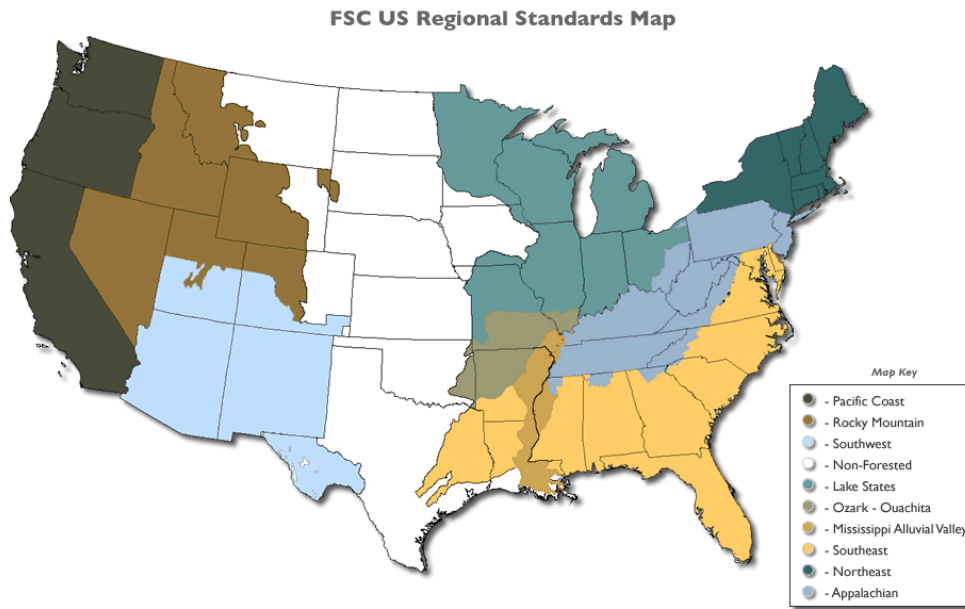 FSC US Regional Standards Map
Map Key
- Pacific Coast
- Rocky Mountain
- Southwest
- Non-Forested
- Lake States
- Ozark - Ouachita
- Mississippi Alluvial Valley
- Southeast
- Northeast
- Appalachian